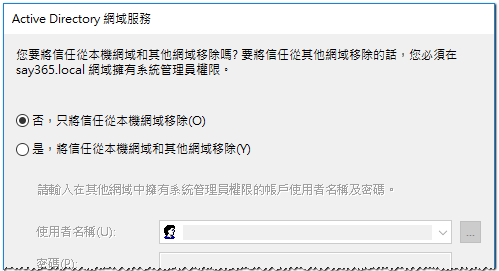 Active Directory 網域服務
您要將信任從本機網域和其他網域移除嗎? 要將信任從其他網域移除的話，您必須在
say365.local 網域擁有系統管理員權限。
否，只將信任從本機網域移除(O)
是，將信任從本機網域和其他網域移除(Y)
請輸入在其他網域中擁有系統管理員權限的帳戶使用者名稱及密碼。
使用者名稱(U):
...
密碼(P):